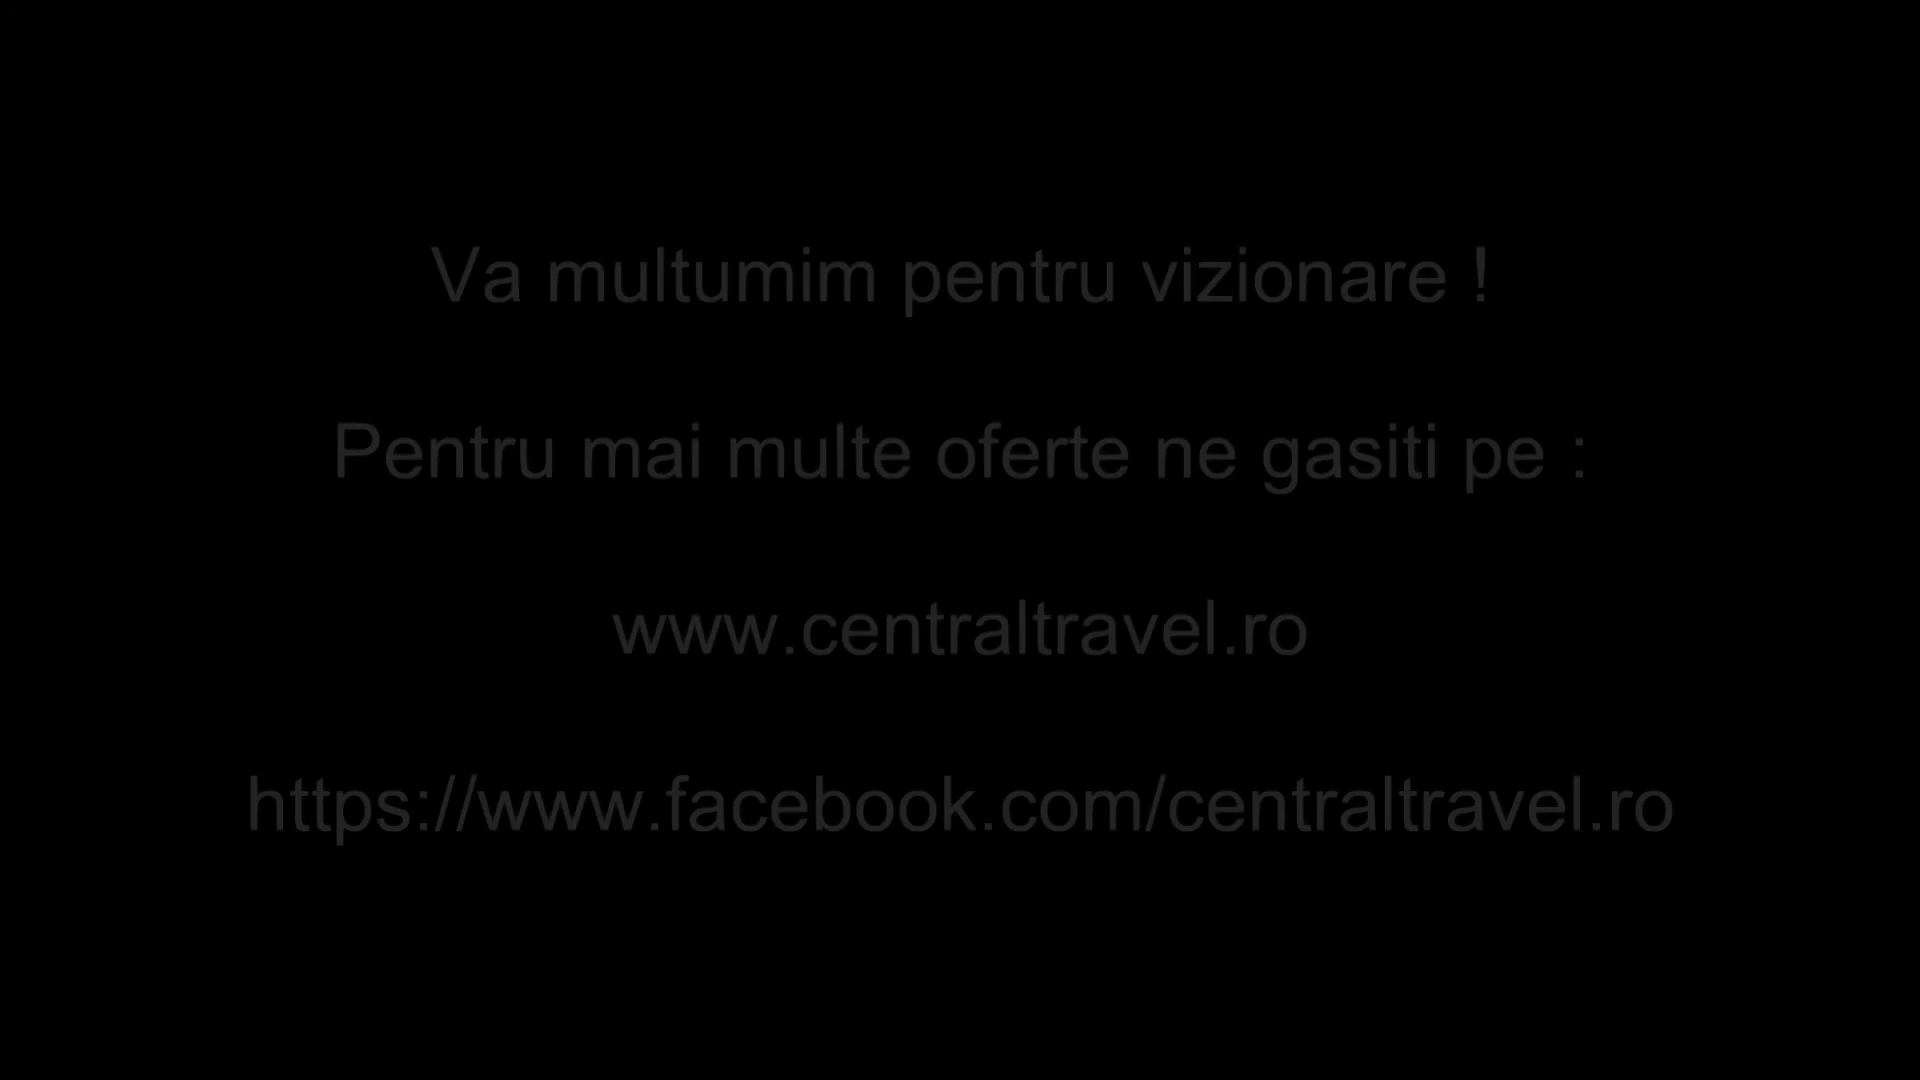 Va multumim pentru vizionare !
Pentru mai multe oferte ne gasiti pe :
www.centraltravel.ro
https://www.facebook.com/centraltravel.ro